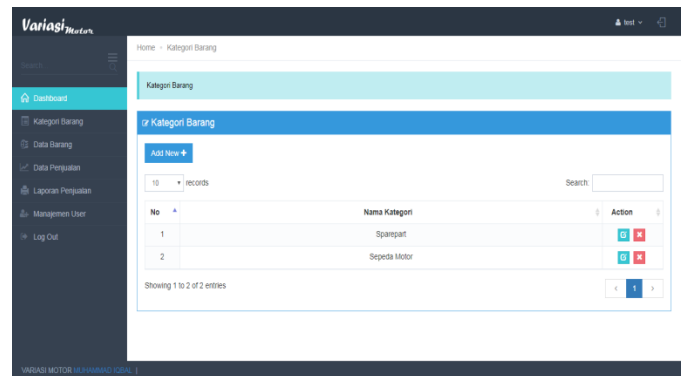 Variasi Motor
test
Home - Kategori Barang
Search
Kategori Barang
Dashboard
Kategori Barang
Data Barang
Data Penjualan
Laporan Penjualan
Manajemen User
Log Out
Kategori Barang
Add New +
10 records
Search:
No Nama Kategori Action
1 Sparepart
2 Sepeda Motor
Showing 1 to 2 of 2 entries
< 1 >
VARIASI MOTOR MUHAMMAD IQBAL |